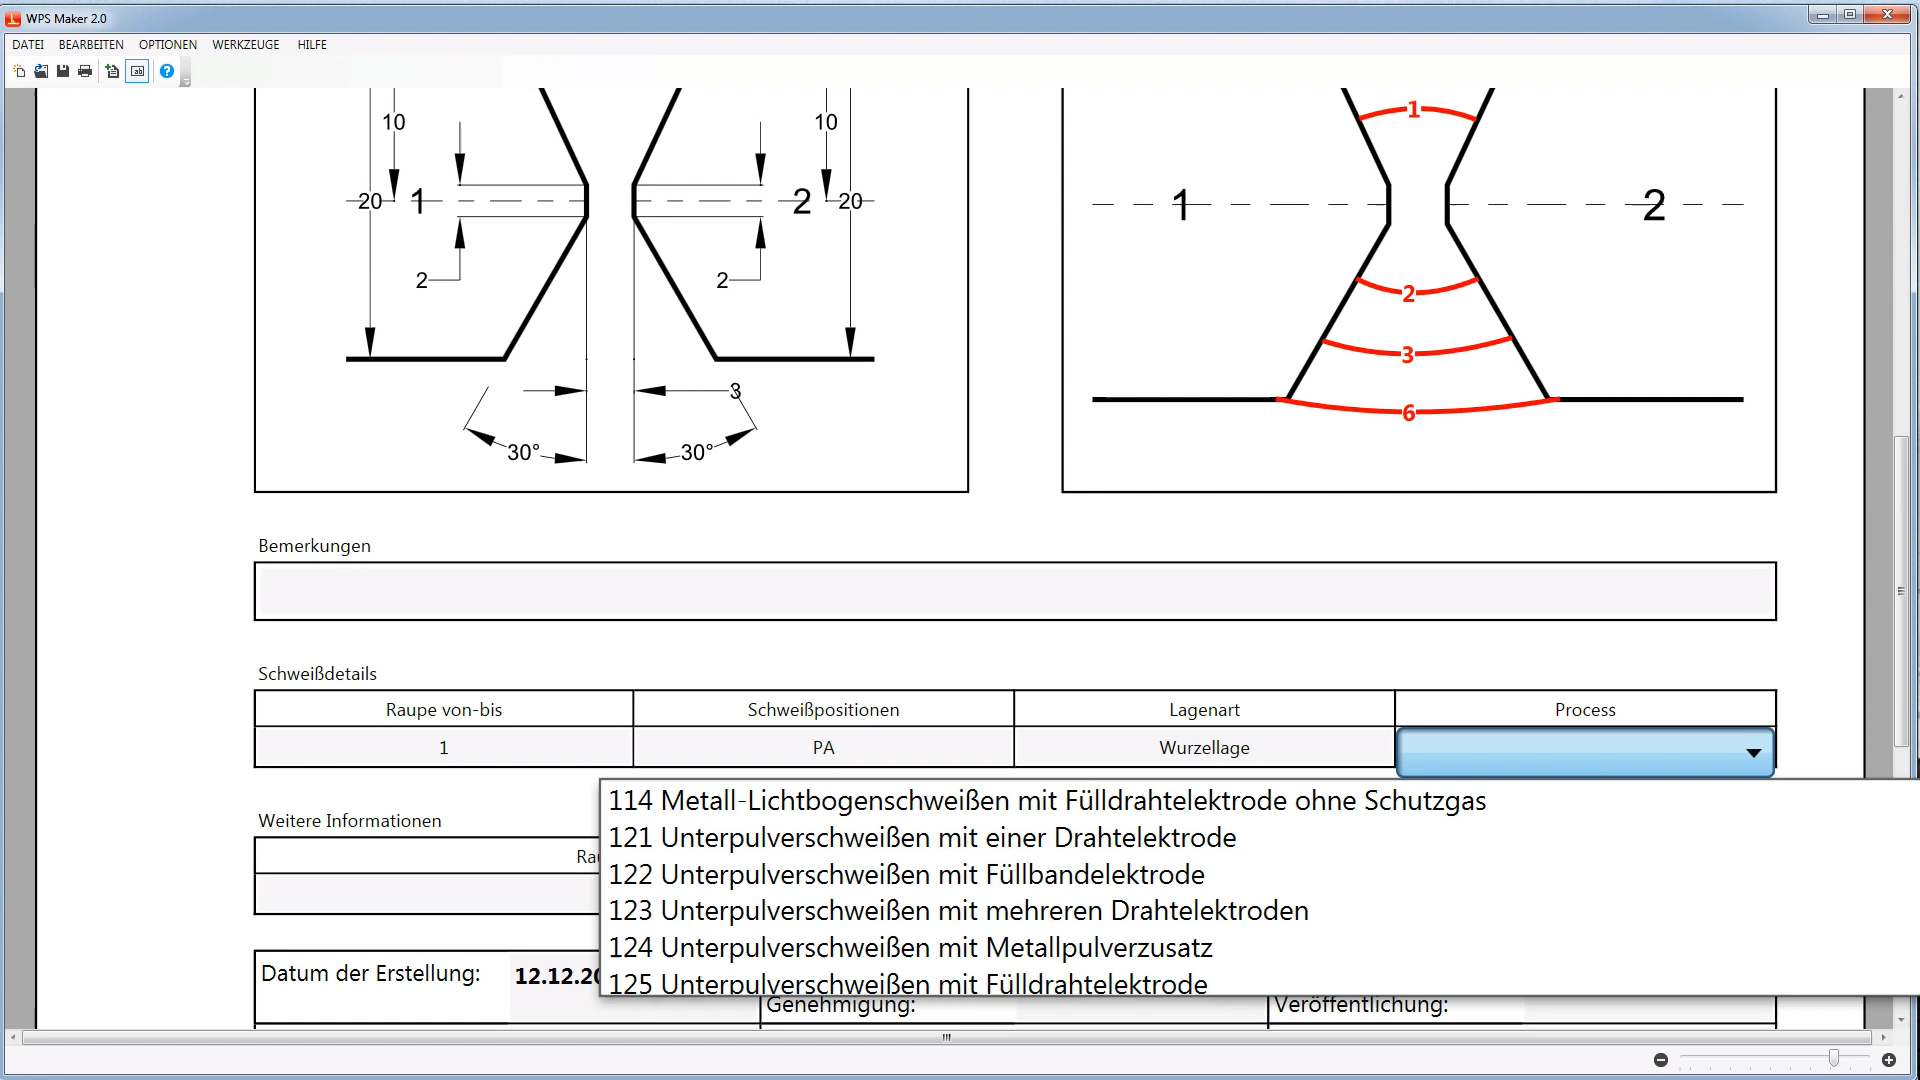 WPS Maker 2.0
DATEI BEARBEITEN OPTIONEN WERKZEUGE HILFE
10 10 1
20 1 2 20 1 2
2 2 2
3
3 6
30° 30°
Bemerkungen
Schweißdetails
Raupe von-bis Schweißpositionen Lagenart Process
1 PA Wurzellage
114 Metall-Lichtbogenschweißen mit Fülldrahtelektrode ohne Schutzgas
Weitere Informationen
121 Unterpulverschweißen mit einer Drahtelektrode
122 Unterpulverschweißen mit Füllbandelektrode
123 Unterpulverschweißen mit mehreren Drahtelektroden
124 Unterpulverschweißen mit Metallpulverzusatz
125 Unterpulverschweißen mit Fülldrahtelektrode
Datum der Erstellung: 12.12.20
Genehmigung: Veröffentlichung: